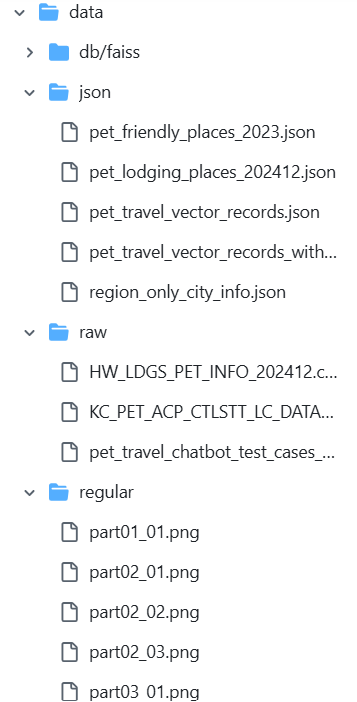 data
db/faiss
json
pet_friendly_places_2023.json
pet_lodging_places_202412.json
pet_travel_vector_records.json
pet_travel_vector_records_with...
region_only_city_info.json
raw
HW_LDGS_PET_INFO_202412.c...
KC_PET_ACP_CTLSTT_LC_DATA...
pet_travel_chatbot_test_cases_...
regular
part01_01.png
part02_01.png
part02_02.png
part02_03.png
part03_01.png